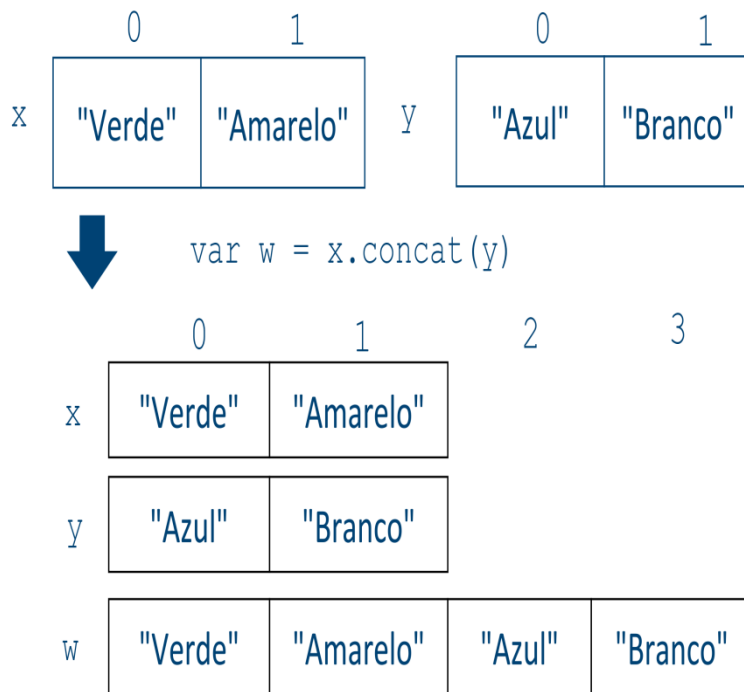 0 1 0 1
x "Verde" "Amarelo" y "Azul" "Branco"
var w = x.concat(y)
0 1 2 3
x "Verde" "Amarelo"
y "Azul" "Branco"
w "Verde" "Amarelo" "Azul" "Branco"